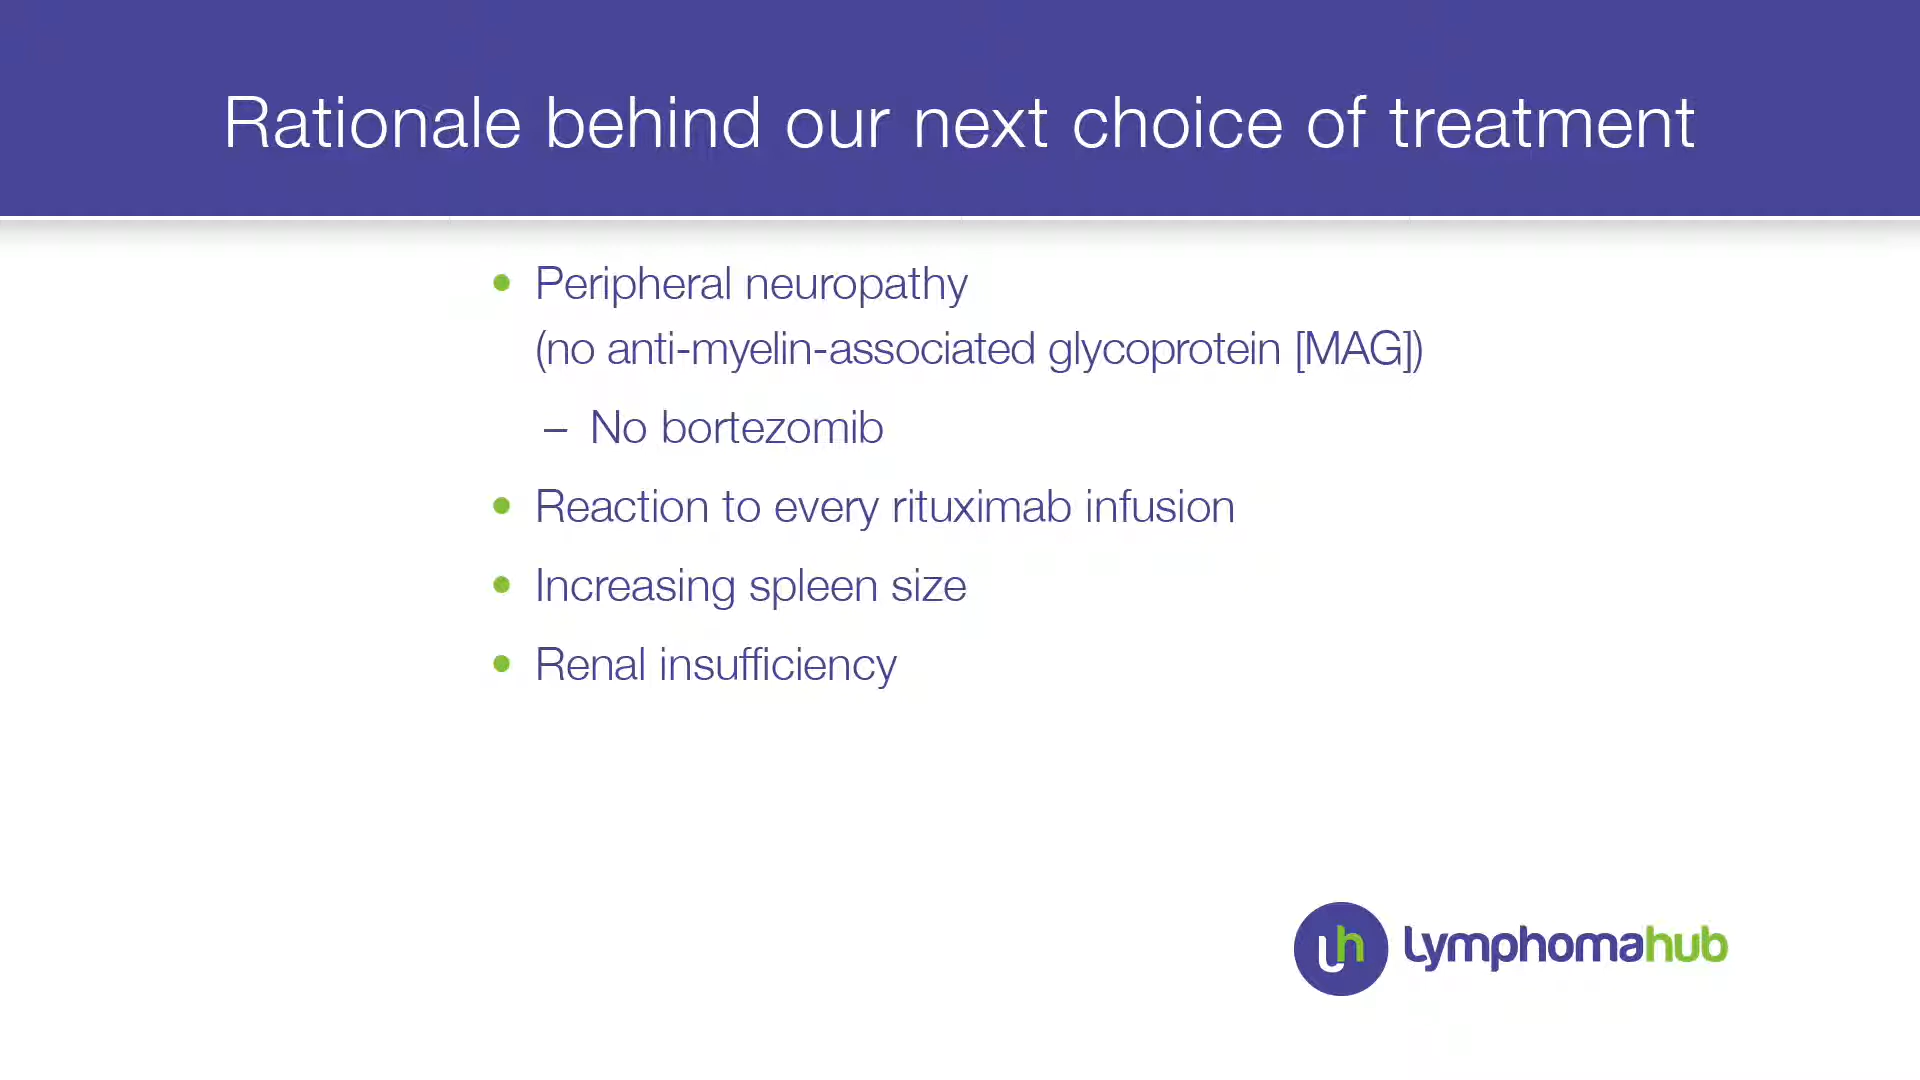 Rationale behind our next choice of treatment
• Peripheral neuropathy
(no anti-myelin-associated glycoprotein [MAG])
– No bortezomib
• Reaction to every rituximab infusion
• Increasing spleen size
• Renal insufficiency
lh lymphomahub